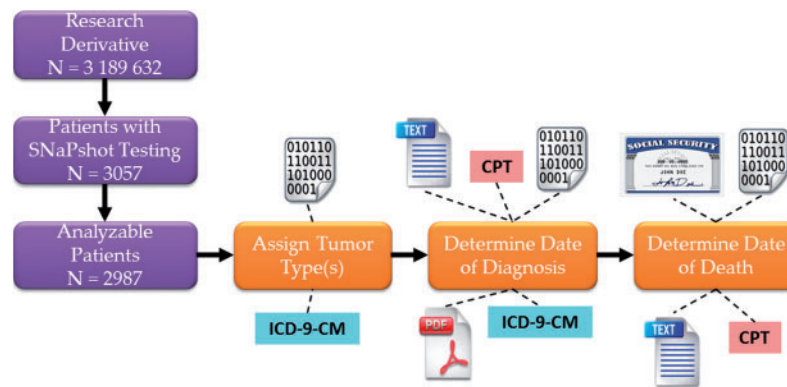 Research
Derivative
N = 3 189 632
Patients with
SNaPshot Testing
N = 3057
Analyzable
Patients
N = 2987
010110
110011
101000
0001
Assign Tumor
Type(s)
ICD-9-CM
TEXT
CPT
010110
110011
101000
0001
Determine Date
of Diagnosis
PDF
ICD-9-CM
SOCIAL SECURITY
JOHN DOE
010110
110011
101000
0001
Determine Date
of Death
TEXT
CPT